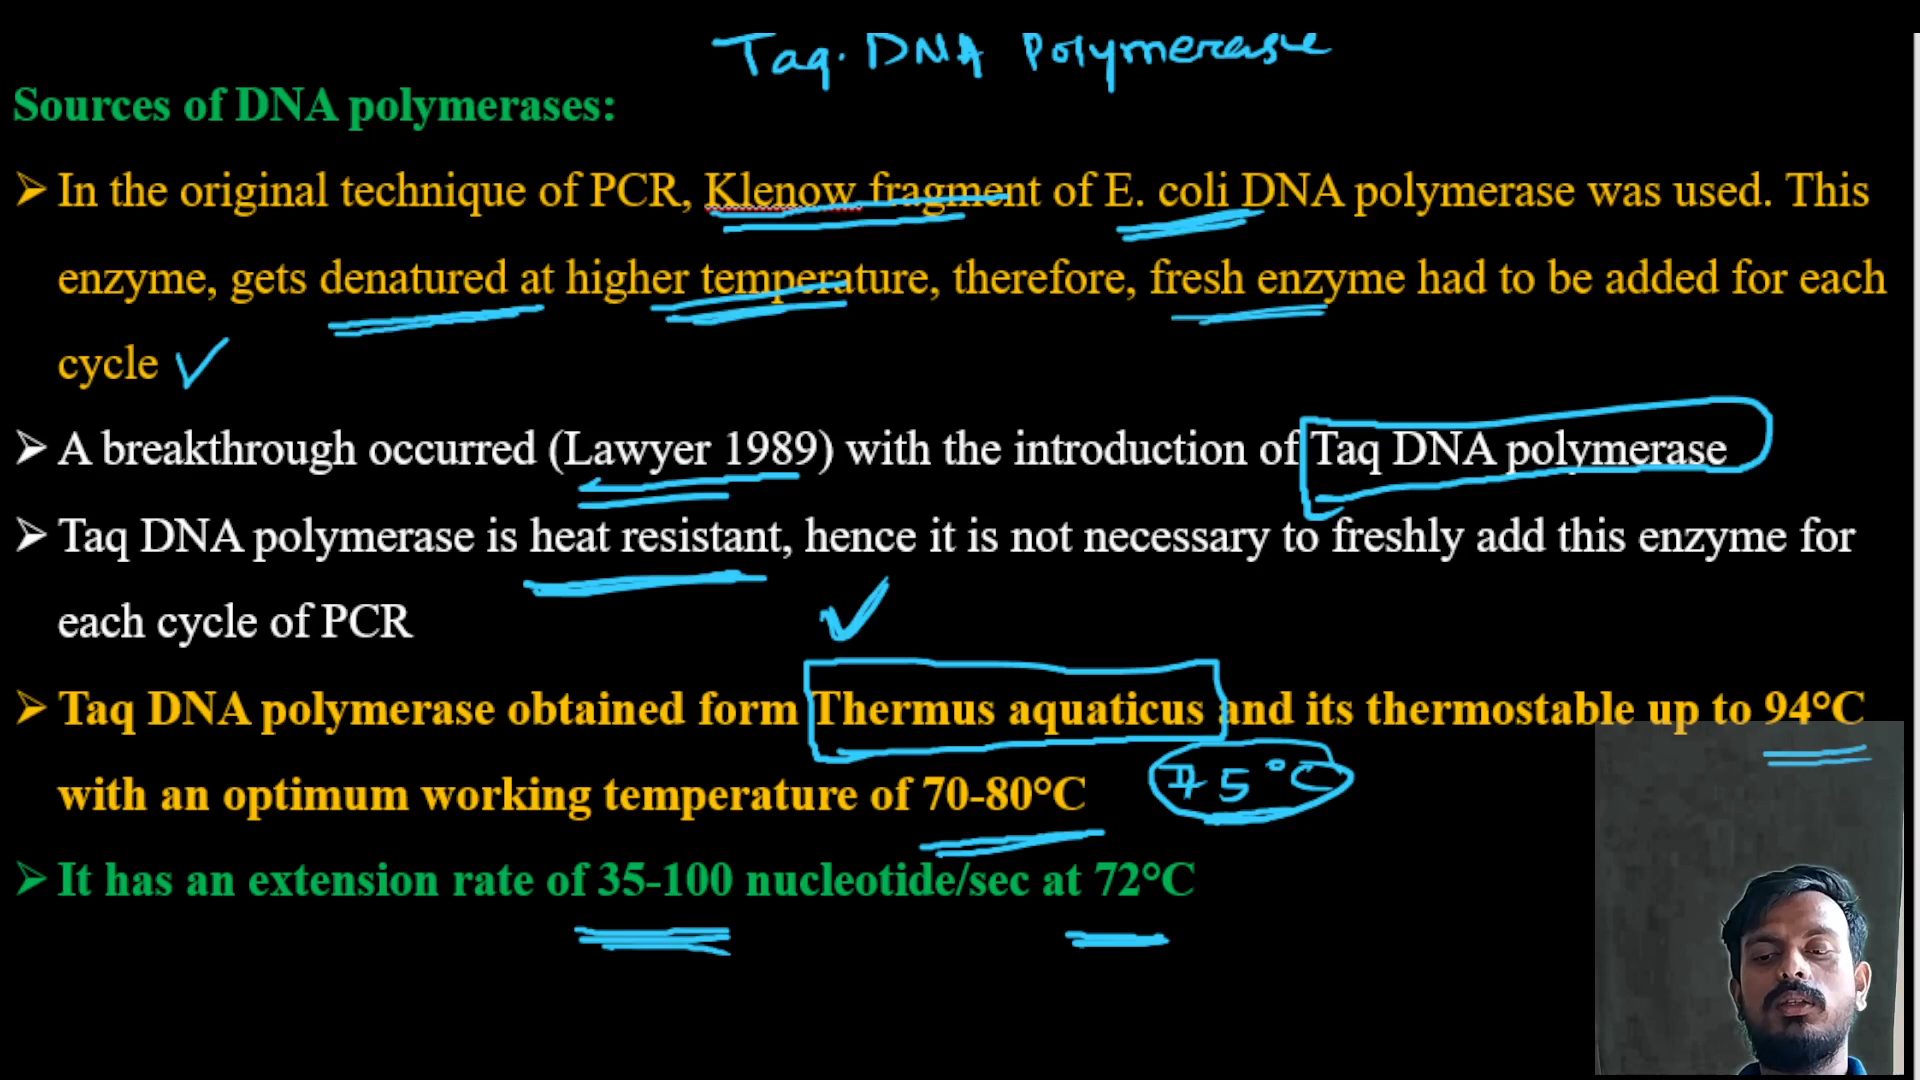 Taq. DNA Polymerase
Sources of DNA polymerases:
➢ In the original technique of PCR, Klenow fragment of E. coli DNA polymerase was used. This
enzyme, gets denatured at higher temperature, therefore, fresh enzyme had to be added for each
cycle
➢ A breakthrough occurred (Lawyer 1989) with the introduction of Taq DNA polymerase
➢ Taq DNA polymerase is heat resistant, hence it is not necessary to freshly add this enzyme for
each cycle of PCR
➢ Taq DNA polymerase obtained form Thermus aquaticus and its thermostable up to 94°C
with an optimum working temperature of 70-80°C
75°C
➢ It has an extension rate of 35-100 nucleotide/sec at 72°C